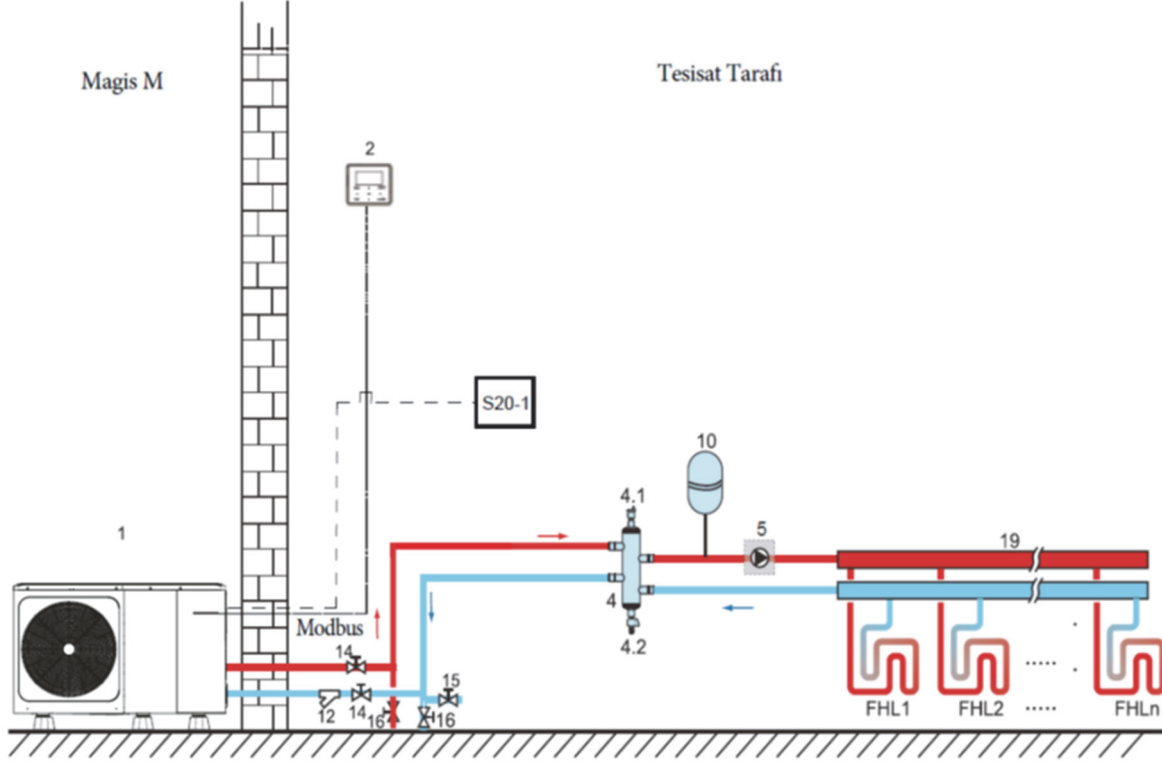 Magis M
Tesisat Tarafı
2
S20-1
10
4.1
5
1
19
4
Modbus
4.2
14
15
12
14
16
16
FHL1
FHL2
.....
FHLn